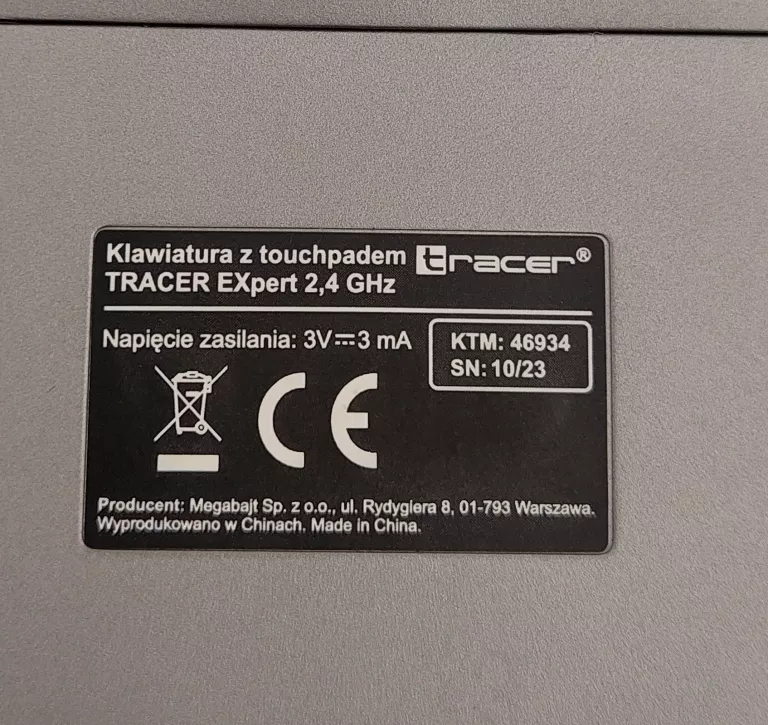 Klawiatura z touchpadem tracer®
TRACER EXpert 2,4 GHz
Napięcie zasilania: 3V⎓3 mA
KTM: 46934
SN: 10/23
CE
Producent: Megabajt Sp. z o.o., ul. Rydygiera 8, 01-793 Warszawa.
Wyprodukowano w Chinach. Made in China.